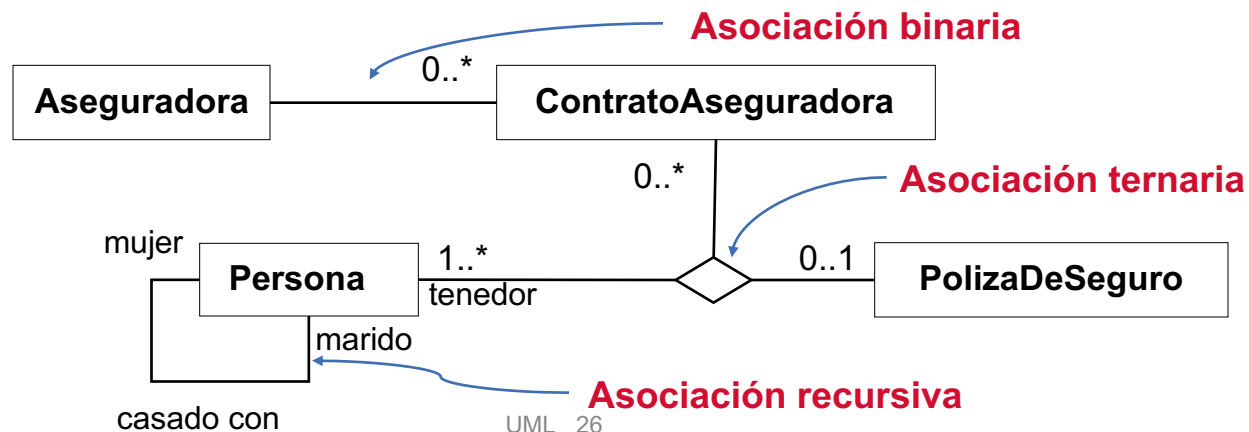 Asociación binaria
0..*
Aseguradora
ContratoAseguradora
0..*
Asociación ternaria
mujer
Persona
1..*
tenedor
0..1
PolizaDeSeguro
marido
Asociación recursiva
casado con
UML 26